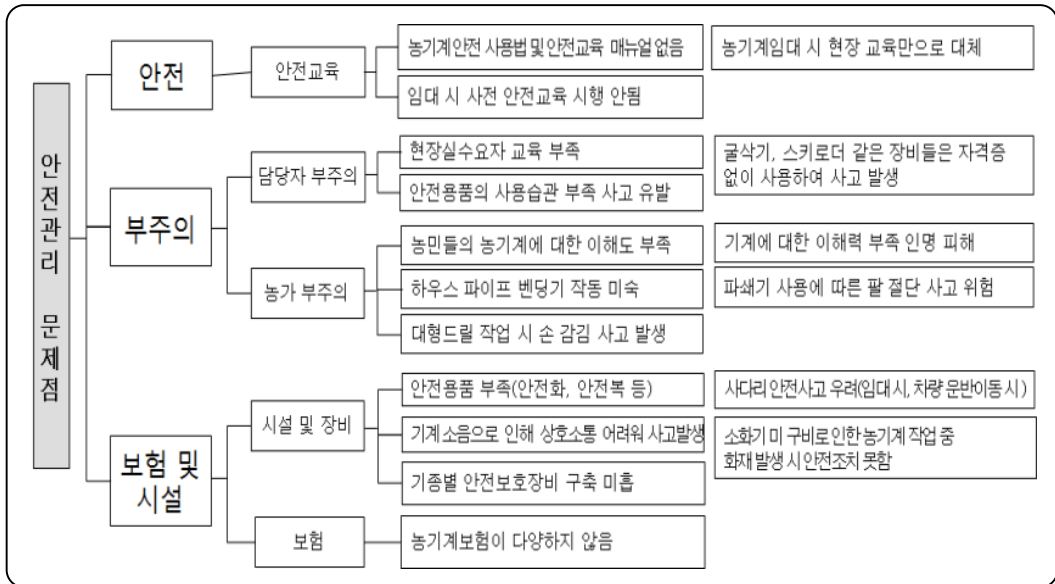 안전관리 문제점
안전
안전교육
농기계안전 사용법 및 안전교육 매뉴얼 없음
농기계임대 시 현장 교육만으로 대체
임대 시 사전 안전교육 시행 안됨
부주의
담당자 부주의
현장실수요자 교육 부족
굴삭기, 스키로더 같은 장비들은 자격증
없이 사용하여 사고 발생
안전용품의 사용습관 부족 사고 유발
농가 부주의
농민들의 농기계에 대한 이해도 부족
기계에 대한 이해력 부족 인명 피해
하우스 파이프 벤딩기 작동 미숙
파쇄기 사용에 따른 팔 절단 사고 위험
대형드릴 작업 시 손 감김 사고 발생
보험 및
시설
시설 및 장비
안전용품 부족(안전화, 안전복 등)
사다리 안전사고 우려(임대 시, 차량 운반이동 시)
기계 소음으로 인해 상호소통 어려워 사고발생
소화기 미 구비로 인한 농기계 작업 중
화재 발생 시 안전조치 못함
기종별 안전보호장비 구축 미흡
보험
농기계보험이 다양하지 않음